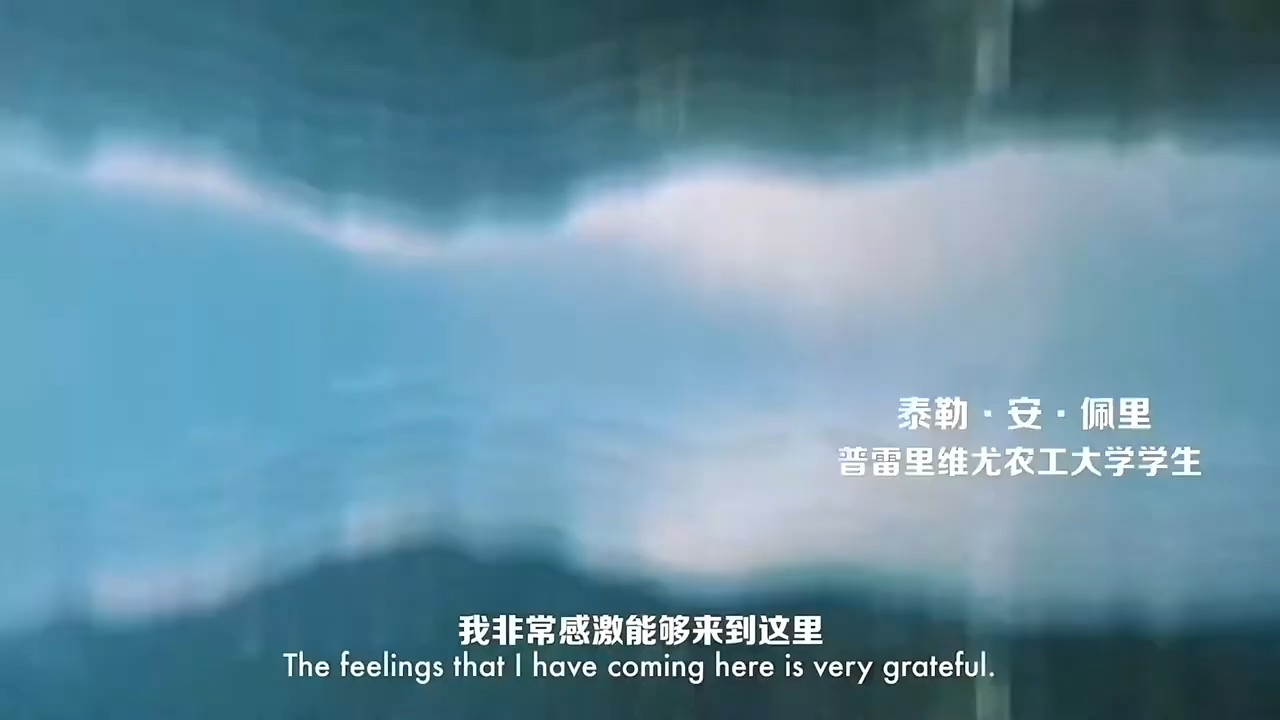 泰勒·安·佩里
普雷里维尤农工大学学生
我非常感激能够来到这里
The feelings that I have coming here is very grateful.